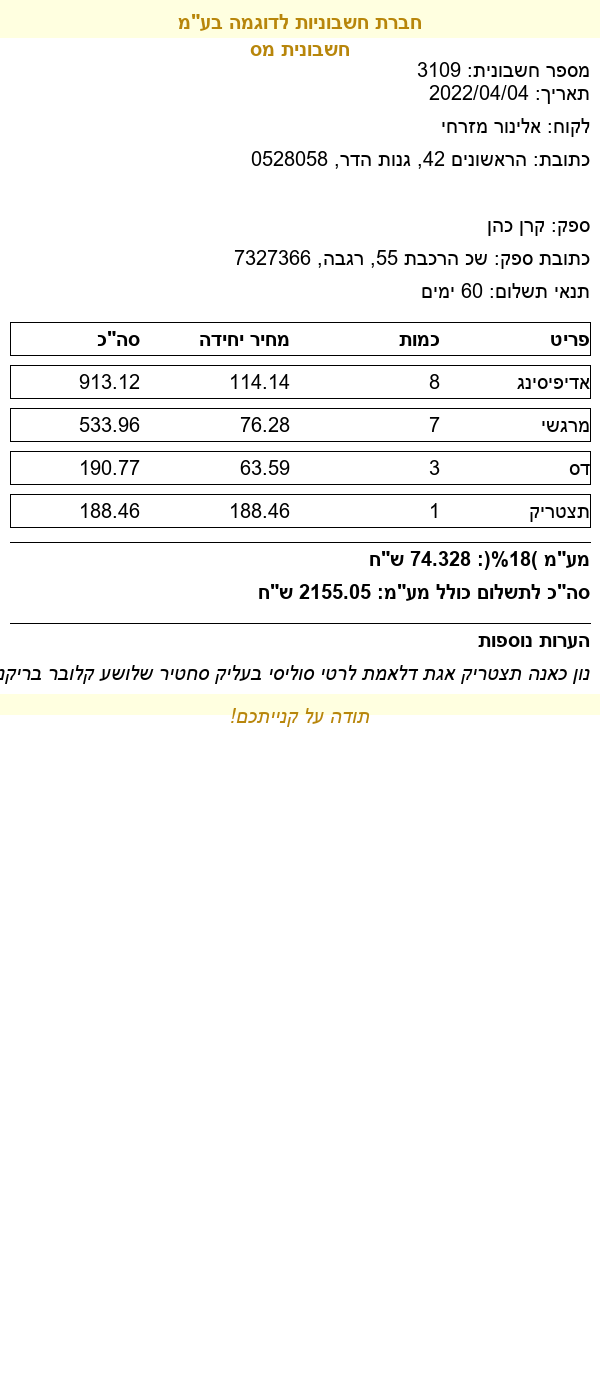 חברת חשבוניות לדוגמה בע"מ
חשבונית מס
מספר חשבונית: 3109
תאריך: 2022/04/04
לקוח: אלינור מזרחי
כתובת: הראשונים 42, גנות הדר, 0528058
ספק: קרן כהן
כתובת ספק: שכ הרכבת 55, רגבה, 7327366
תנאי תשלום: 60 ימים
פריט כמות מחיר יחידה סה"כ
אדיפיסינג 8 114.14 913.12
מרגשי 7 76.28 533.96
דס 3 63.59 190.77
תצטריק 1 188.46 188.46
מע"מ )18%(: 74.328 ש"ח
סה"כ לתשלום כולל מע"מ: 2155.05 ש"ח
הערות נוספות
נון כאנה תצטריק אגת דלאמת לרטי סוליסי בעליק סחטיר שלושע קלובר
תודה על קנייתכם!